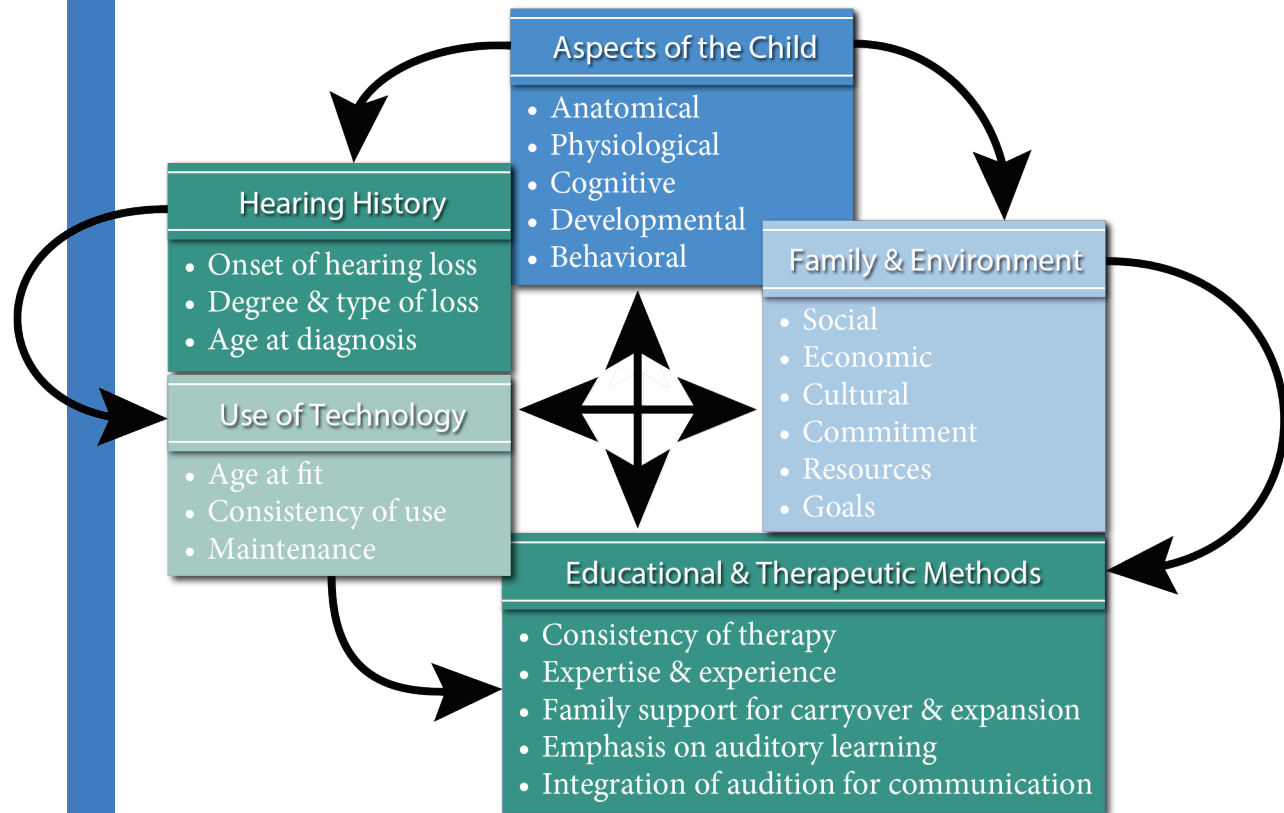 Aspects of the Child
• Anatomical
• Physiological
• Cognitive
• Developmental
• Behavioral
Hearing History
• Onset of hearing loss
• Degree & type of loss
• Age at diagnosis
Family & Environment
• Social
• Economic
• Cultural
• Commitment
• Resources
• Goals
Use of Technology
• Age at fit
• Consistency of use
• Maintenance
Educational & Therapeutic Methods
• Consistency of therapy
• Expertise & experience
• Family support for carryover & expansion
• Emphasis on auditory learning
• Integration of audition for communication